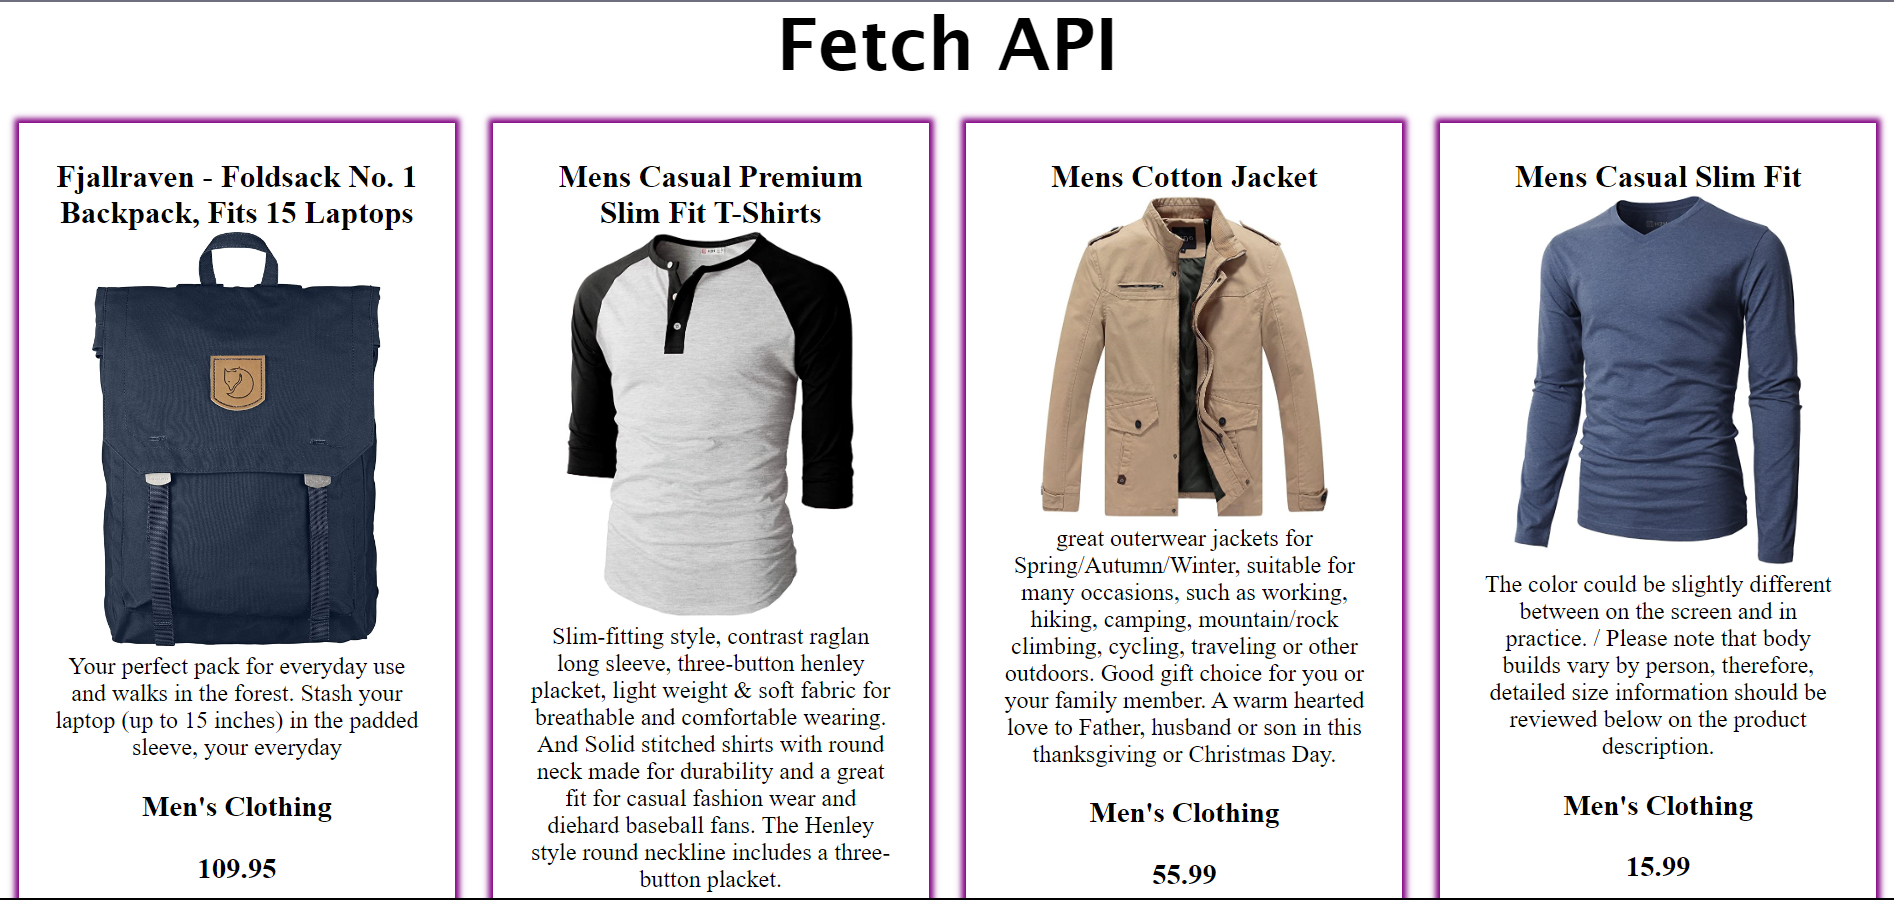 Fetch API
Fjallraven - Foldsack No. 1
Backpack, Fits 15 Laptops
Your perfect pack for everyday use
and walks in the forest. Stash your
laptop (up to 15 inches) in the padded
sleeve, your everyday
Men's Clothing
109.95
Mens Casual Premium
Slim Fit T-Shirts
Slim-fitting style, contrast raglan
long sleeve, three-button henley
placket, light weight & soft fabric for
breathable and comfortable wearing.
And Solid stitched shirts with round
neck made for durability and a great
fit for casual fashion wear and
diehard baseball fans. The Henley
style round neckline includes a three-
button placket.
Mens Cotton Jacket
great outerwear jackets for
Spring/Autumn/Winter, suitable for
many occasions, such as working,
hiking, camping, mountain/rock
climbing, cycling, traveling or other
outdoors. Good gift choice for you or
your family member. A warm hearted
love to Father, husband or son in this
thanksgiving or Christmas Day.
Men's Clothing
55.99
Mens Casual Slim Fit
The color could be slightly different
between on the screen and in
practice. / Please note that body
builds vary by person, therefore,
detailed size information should be
reviewed below on the product
description.
Men's Clothing
15.99